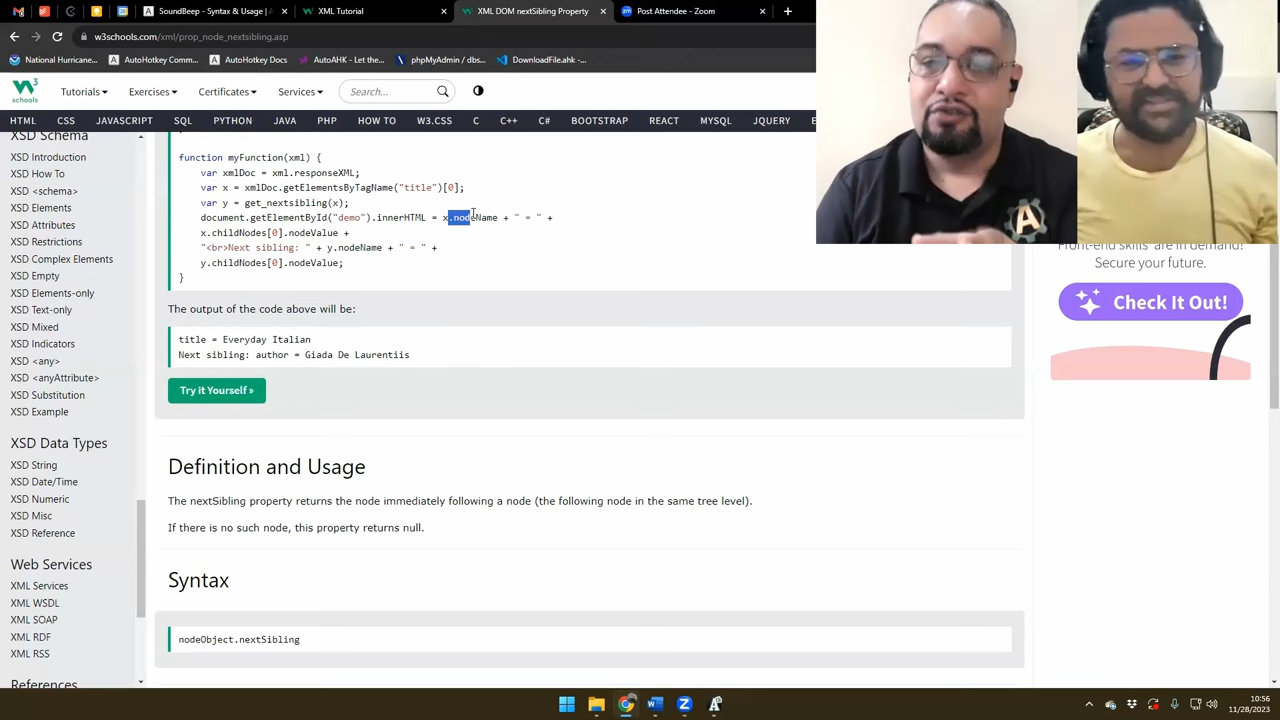 SoundBeep - Syntax & Usage | A
XML Tutorial
XML DOM nextSibling Property
Post Attendee - Zoom
w3schools.com/xml/prop_node_nextsibling.asp
National Hurricane...
AutoHotkey Comm...
AutoHotkey Docs
AutoAHK - Let the...
phpMyAdmin / dbs...
DownloadFile.ahk -...
w3 schools
Tutorials
Exercises
Certificates
Services
Search...
HTML
CSS
JAVASCRIPT
SQL
PYTHON
JAVA
PHP
HOW TO
W3.CSS
C
C++
C#
BOOTSTRAP
REACT
MYSQL
JQUERY
XSD Schema
XSD Introduction
XSD How To
XSD <schema>
XSD Elements
XSD Attributes
XSD Restrictions
XSD Complex Elements
XSD Empty
XSD Elements-only
XSD Text-only
XSD Mixed
XSD Indicators
XSD <any>
XSD <anyAttribute>
XSD Substitution
XSD Example
XSD Data Types
XSD String
XSD Date/Time
XSD Numeric
XSD Misc
XSD Reference
Web Services
XML Services
XML WSDL
XML SOAP
XML RDF
XML RSS
References
function myFunction(xml) {
var xmlDoc = xml.responseXML;
var x = xmlDoc.getElementsByTagName("title")[0];
var y = get_nextsibling(x);
document.getElementById("demo").innerHTML = x.nodeName + " = " +
x.childNodes[0].nodeValue +
"<br>Next sibling: " + y.nodeName + " = " +
y.childNodes[0].nodeValue;
}
The output of the code above will be:
title = Everyday Italian
Next sibling: author = Giada De Laurentiis
Try it Yourself »
Definition and Usage
The nextSibling property returns the node immediately following a node (the following node in the same tree level).
If there is no such node, this property returns null.
Syntax
nodeObject.nextSibling
A
Front-end skills are in demand!
Secure your future.
Check It Out!
10:56
11/28/2023